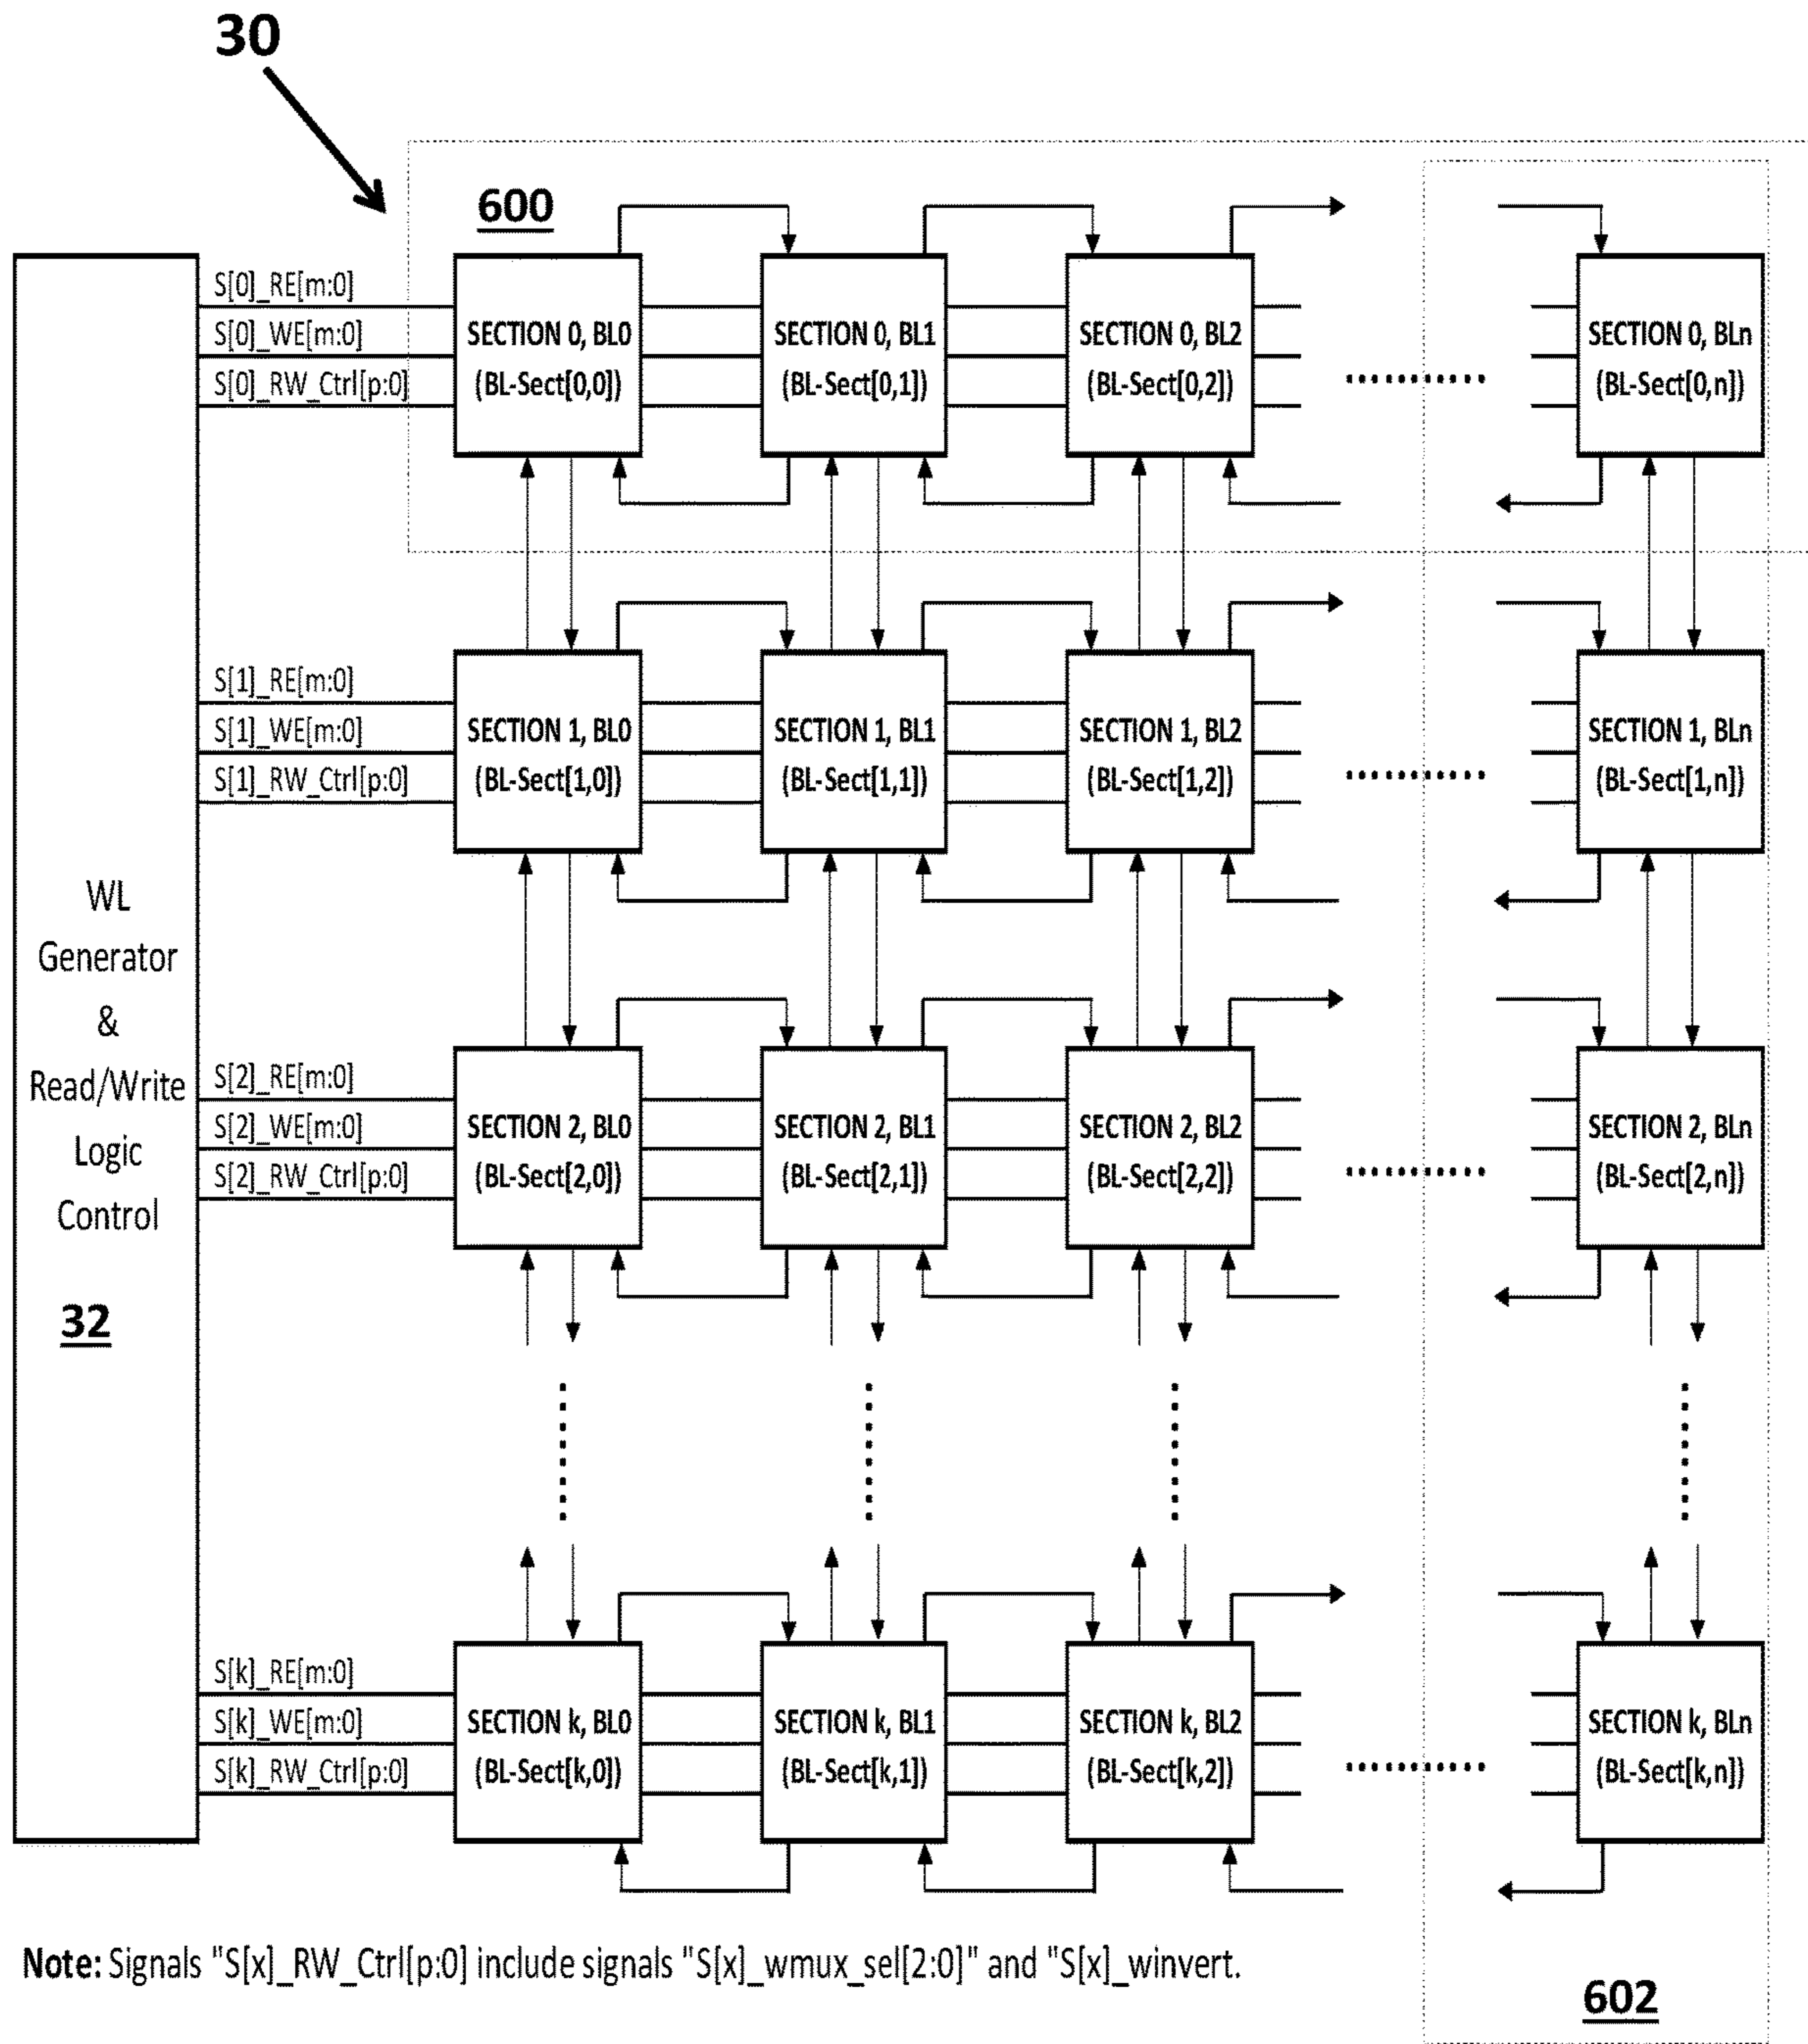 30
600
S[0]_RE[m:0]
S[0]_WE[m:0]
S[0]_RW_Ctrl[p:0]
SECTION 0, BL0
(BL-Sect[0,0])
SECTION 0, BL1
(BL-Sect[0,1])
SECTION 0, BL2
(BL-Sect[0,2])
SECTION 0, BLn
(BL-Sect[0,n])
S[1]_RE[m:0]
S[1]_WE[m:0]
S[1]_RW_Ctrl[p:0]
SECTION 1, BL0
(BL-Sect[1,0])
SECTION 1, BL1
(BL-Sect[1,1])
SECTION 1, BL2
(BL-Sect[1,2])
SECTION 1, BLn
(BL-Sect[1,n])
WL
Generator
&
Read/Write
Logic
Control
32
S[2]_RE[m:0]
S[2]_WE[m:0]
S[2]_RW_Ctrl[p:0]
SECTION 2, BL0
(BL-Sect[2,0])
SECTION 2, BL1
(BL-Sect[2,1])
SECTION 2, BL2
(BL-Sect[2,2])
SECTION 2, BLn
(BL-Sect[2,n])
S[k]_RE[m:0]
S[k]_WE[m:0]
S[k]_RW_Ctrl[p:0]
SECTION k, BL0
(BL-Sect[k,0])
SECTION k, BL1
(BL-Sect[k,1])
SECTION k, BL2
(BL-Sect[k,2])
SECTION k, BLn
(BL-Sect[k,n])
Note: Signals "S[x]_RW_Ctrl[p:0] include signals "S[x]_wmux_sel[2:0]" and "S[x]_winvert.
602